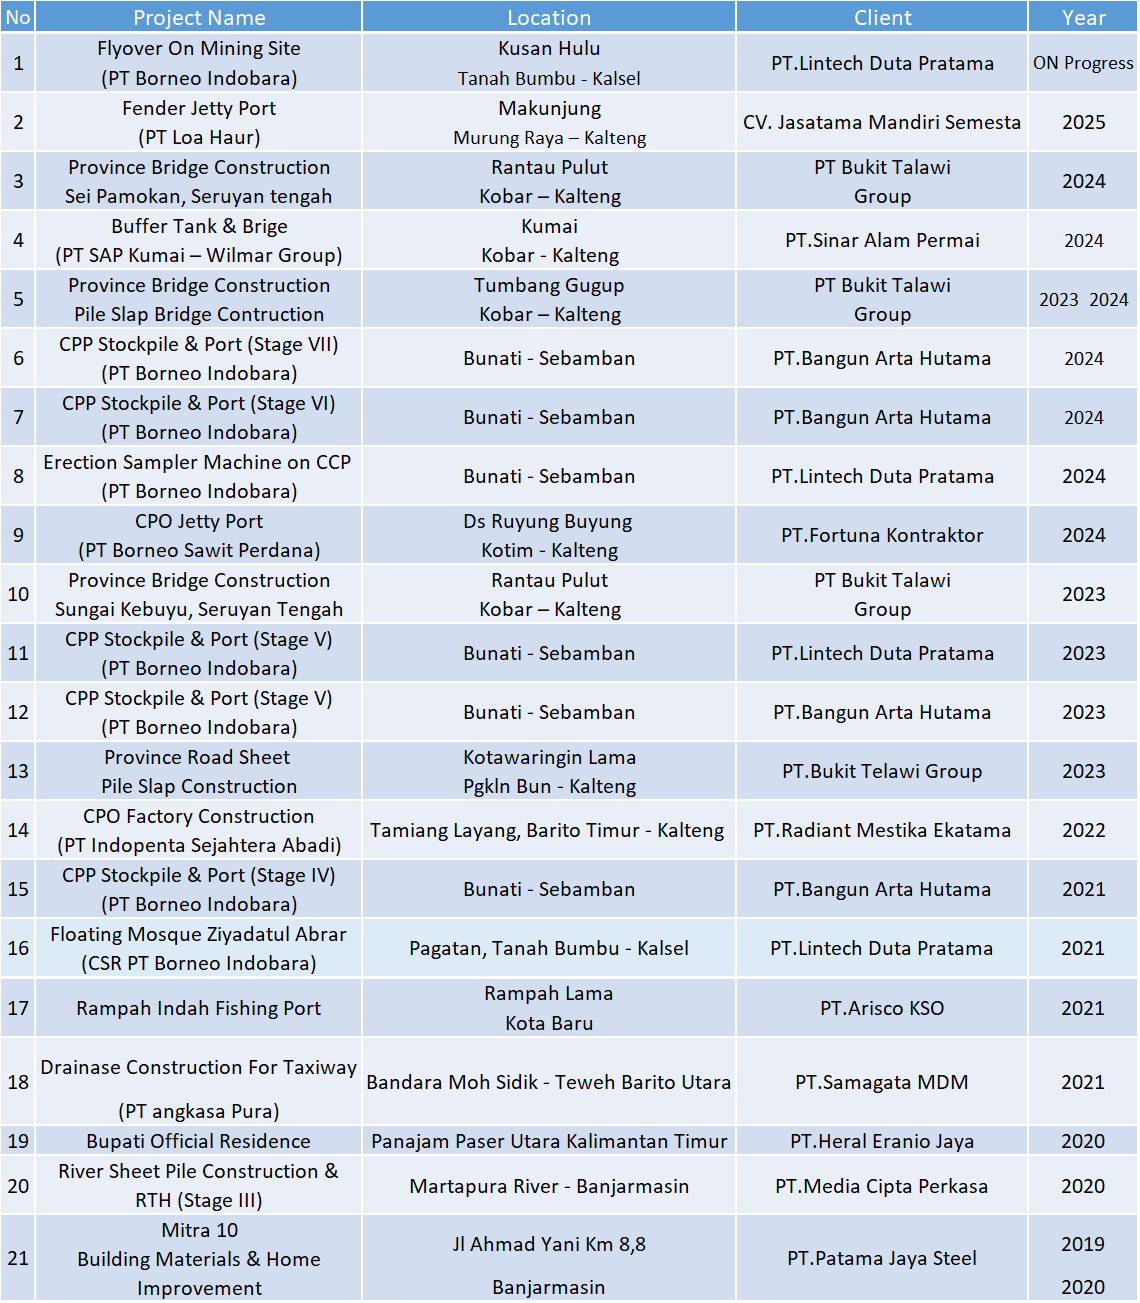 No Project Name Location Client Year
1 Flyover On Mining Site Kusan Hulu PT.Lintech Duta Pratama ON Progress
(PT Borneo Indobara) Tanah Bumbu - Kalsel
2 Fender Jetty Port Makunjung CV. Jasatama Mandiri Semesta 2025
(PT Loa Haur) Murung Raya – Kalteng
3 Province Bridge Construction Rantau Pulut PT Bukit Talawi 2024
Sei Pamokan, Seruyan tengah Kobar – Kalteng Group
4 Buffer Tank & Brige Kumai PT.Sinar Alam Permai 2024
(PT SAP Kumai – Wilmar Group) Kobar - Kalteng
5 Province Bridge Construction Tumbang Gugup PT Bukit Talawi 2023 2024
Pile Slap Bridge Contruction Kobar – Kalteng Group
6 CPP Stockpile & Port (Stage VII) Bunati - Sebamban PT.Bangun Arta Hutama 2024
(PT Borneo Indobara)
7 CPP Stockpile & Port (Stage VI) Bunati - Sebamban PT.Bangun Arta Hutama 2024
(PT Borneo Indobara)
8 Erection Sampler Machine on CCP Bunati - Sebamban PT.Lintech Duta Pratama 2024
(PT Borneo Indobara)
9 CPO Jetty Port Ds Ruyung Buyung PT.Fortuna Kontraktor 2024
(PT Borneo Sawit Perdana) Kotim - Kalteng
10 Province Bridge Construction Rantau Pulut PT Bukit Talawi 2023
Sungai Kebuyu, Seruyan Tengah Kobar – Kalteng Group
11 CPP Stockpile & Port (Stage V) Bunati - Sebamban PT.Lintech Duta Pratama 2023
(PT Borneo Indobara)
12 CPP Stockpile & Port (Stage V) Bunati - Sebamban PT.Bangun Arta Hutama 2023
(PT Borneo Indobara)
13 Province Road Sheet Kotawaringin Lama PT.Bukit Telawi Group 2023
Pile Slap Construction Pgkln Bun - Kalteng
14 CPO Factory Construction Tamiang Layang, Barito Timur - Kalteng PT.Radiant Mestika Ekatama 2022
(PT Indopenta Sejahtera Abadi)
15 CPP Stockpile & Port (Stage IV) Bunati - Sebamban PT.Bangun Arta Hutama 2021
(PT Borneo Indobara)
16 Floating Mosque Ziyadatul Abrar Pagatan, Tanah Bumbu - Kalsel PT.Lintech Duta Pratama 2021
(CSR PT Borneo Indobara)
17 Rampah Indah Fishing Port Rampah Lama PT.Arisco KSO 2021
Kota Baru
18 Drainase Construction For Taxiway Bandara Moh Sidik - Teweh Barito Utara PT.Samagata MDM 2021
(PT angkasa Pura)
19 Bupati Official Residence Panajam Paser Utara Kalimantan Timur PT.Heral Eranio Jaya 2020
20 River Sheet Pile Construction & Martapura River - Banjarmasin PT.Media Cipta Perkasa 2020
RTH (Stage III)
21 Mitra 10 Jl Ahmad Yani Km 8,8 PT.Patama Jaya Steel 2019
Building Materials & Home
Improvement Banjarmasin 2020